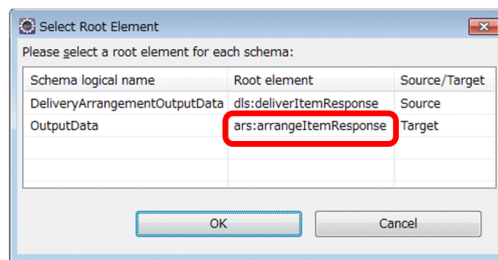 Select Root Element
Please select a root element for each schema:
Schema logical name Root element Source/Target
DeliveryArrangementOutputData dls:deliverItemResponse Source
OutputData ars:arrangeItemResponse Target
OK Cancel